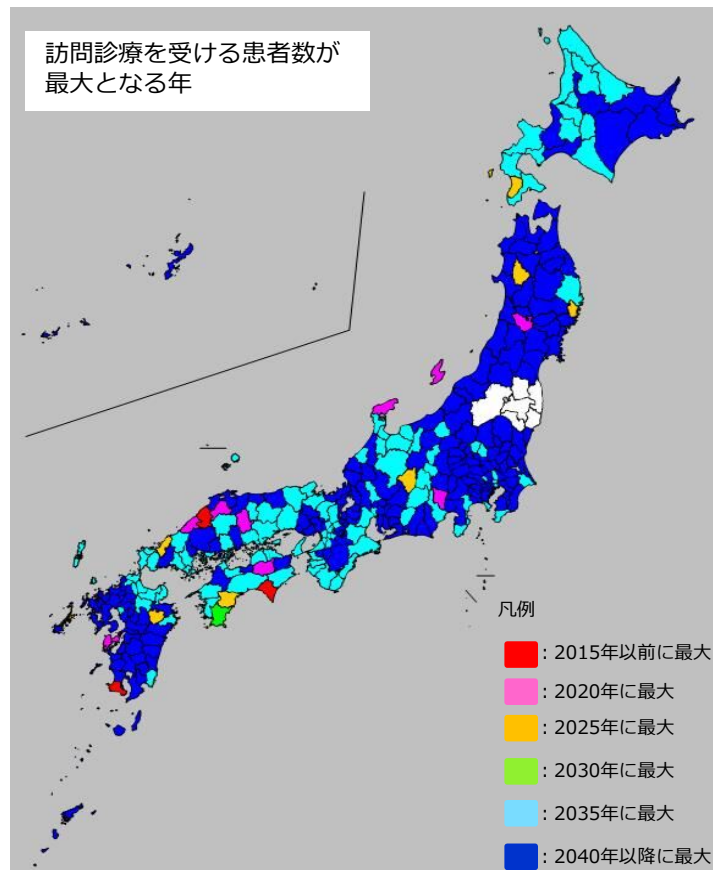 訪問診療を受ける患者数が
最大となる年
凡例
：2015年以前に最大
：2020年に最大
：2025年に最大
：2030年に最大
：2035年に最大
：2040年以降に最大